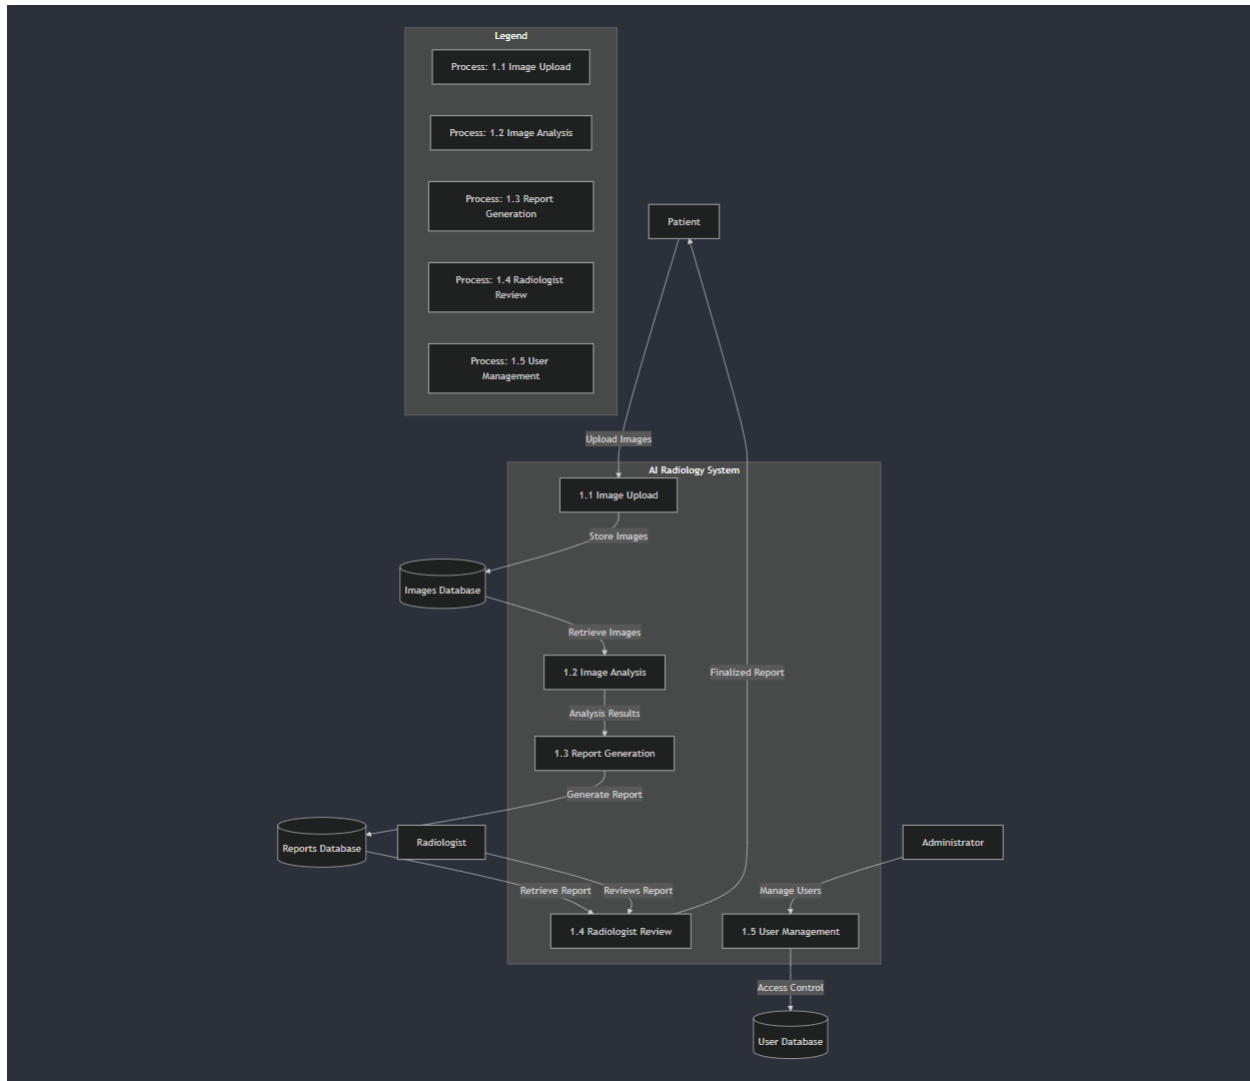 Legend
Process: 1.1 Image Upload
Process: 1.2 Image Analysis
Process: 1.3 Report
Generation
Process: 1.4 Radiologist
Review
Process: 1.5 User
Management
Patient
Upload Images
AI Radiology System
1.1 Image Upload
Store Images
Images Database
Retrieve Images
1.2 Image Analysis
Finalized Report
Analysis Results
1.3 Report Generation
Generate Report
Reports Database
Radiologist
Administrator
Retrieve Report
Reviews Report
Manage Users
1.4 Radiologist Review
1.5 User Management
Access Control
User Database